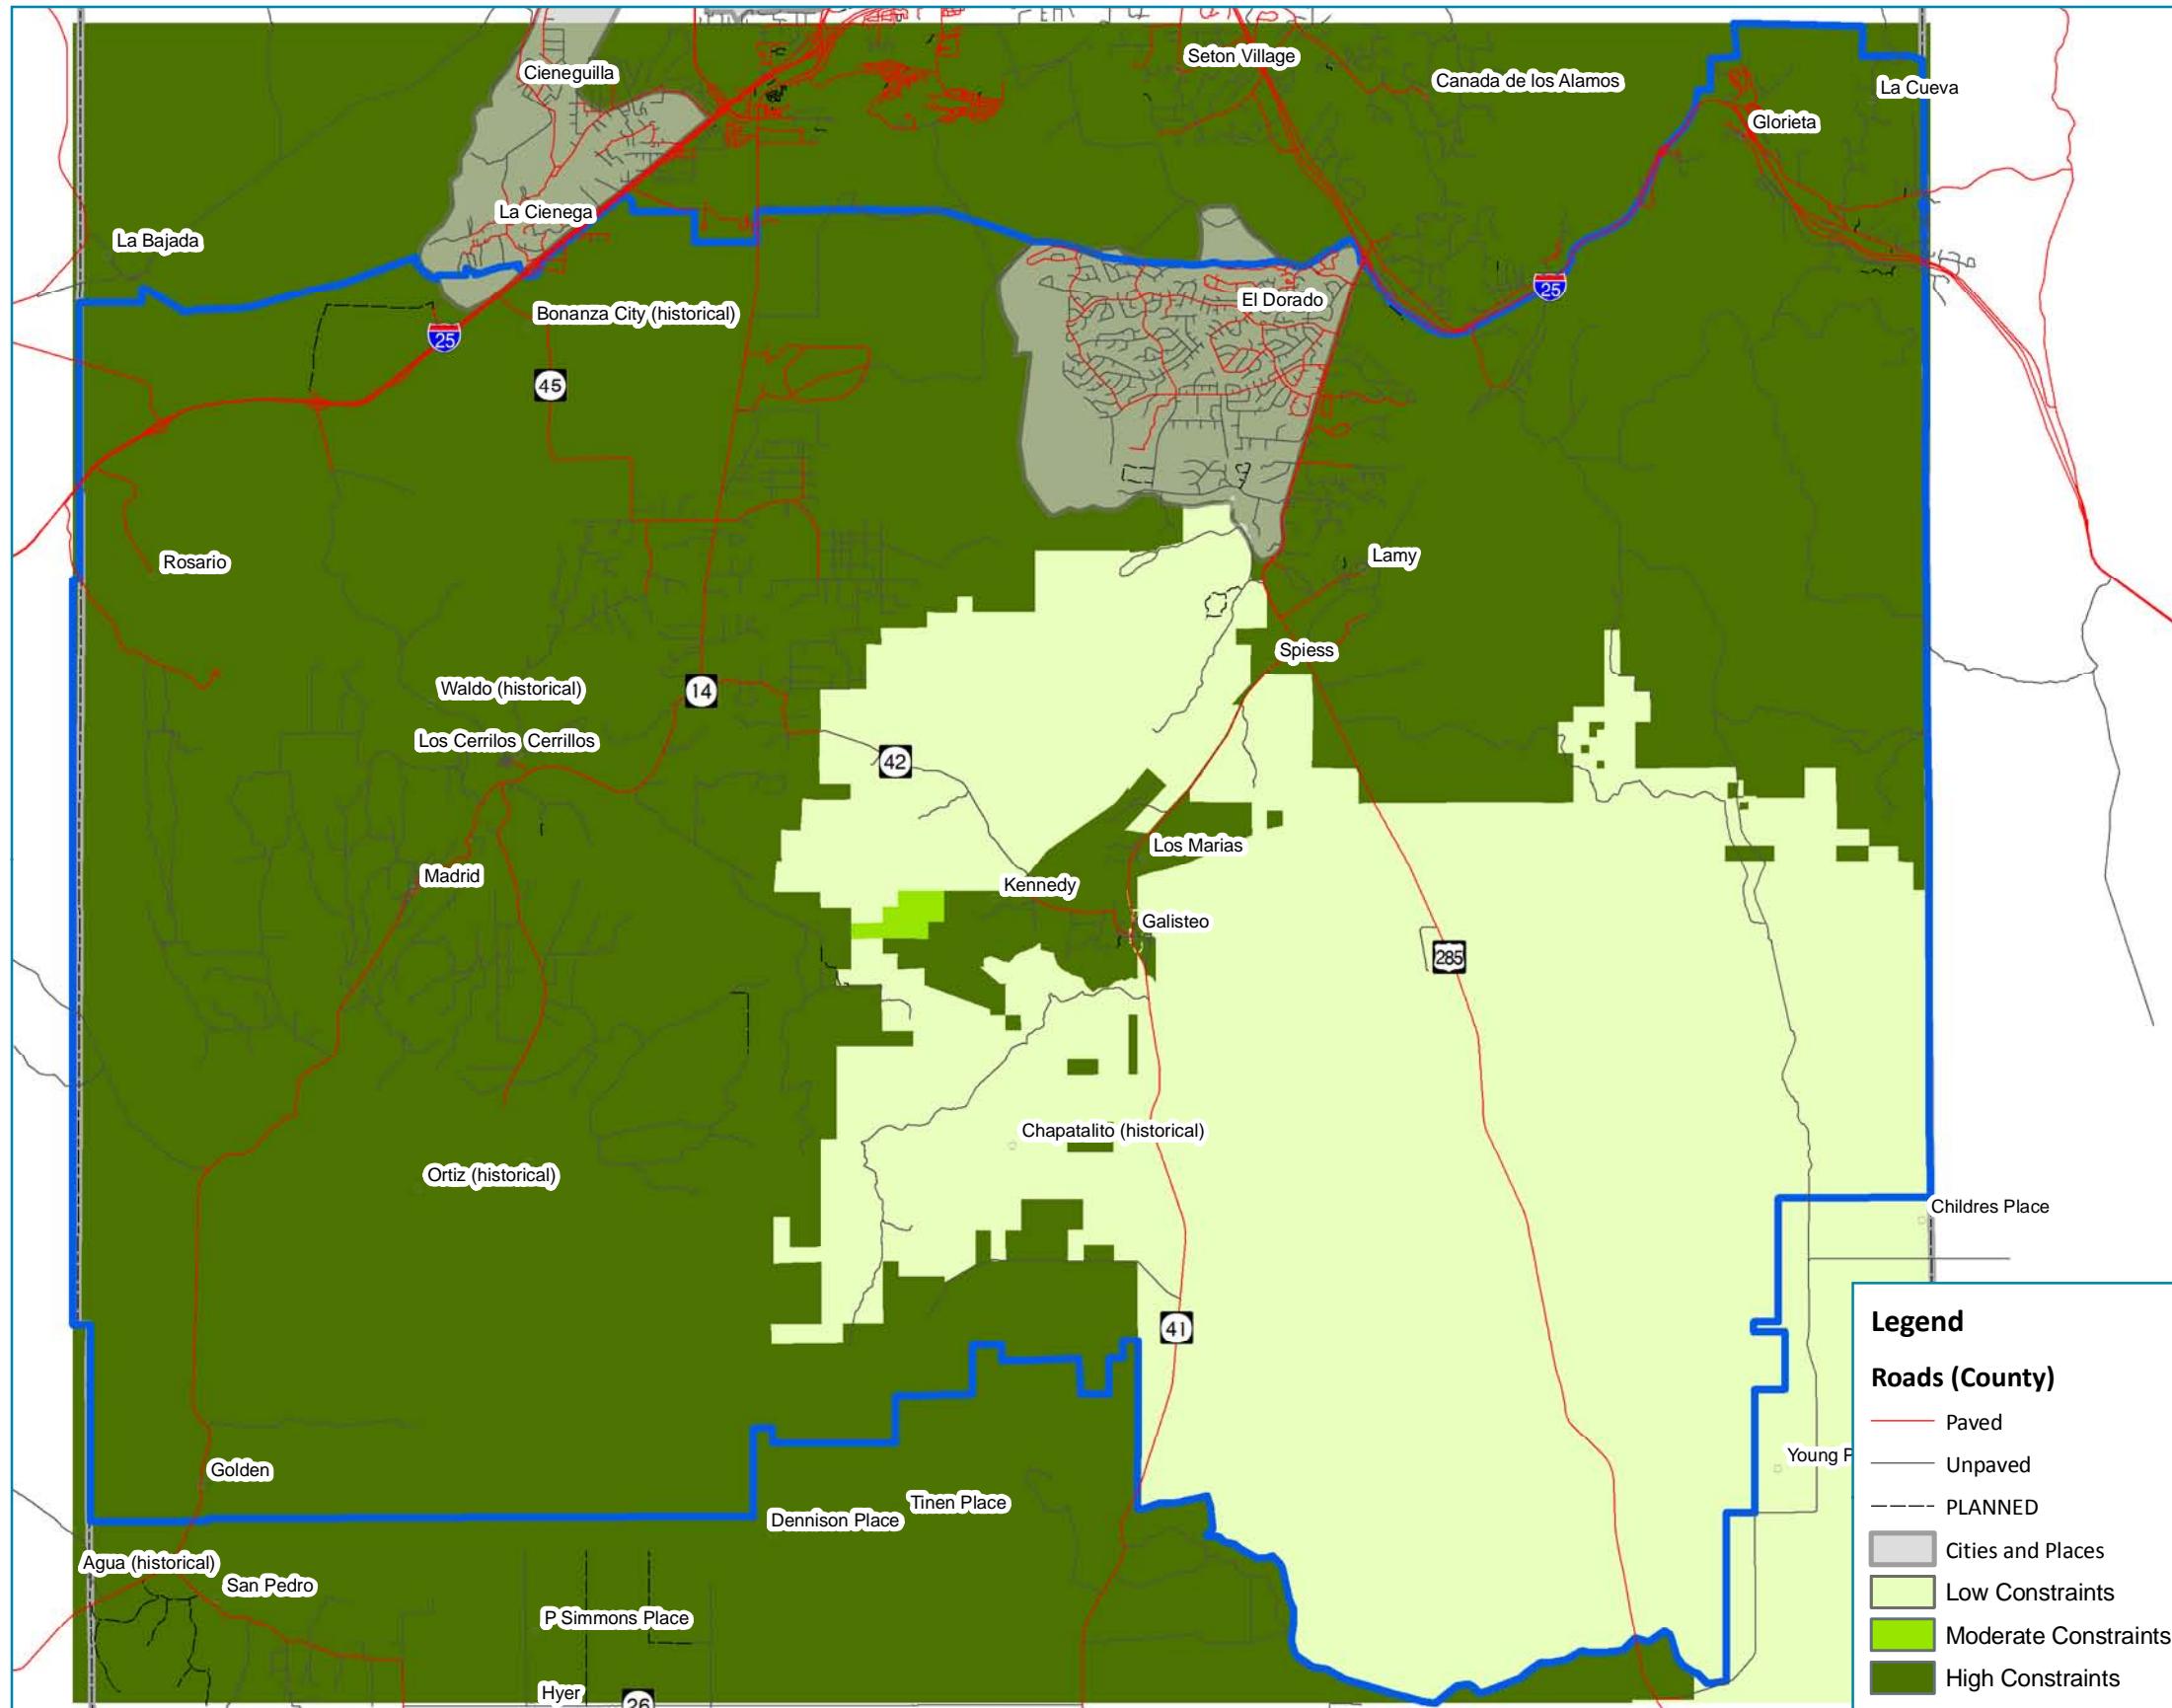 Cieneguilla
Seton Village
Canada de los Alamos
La Cueva
Glorieta
La Cienega
La Bajada
25
El Dorado
Bonanza City (historical)
25
45
Rosario
Lamy
Spiess
Waldo (historical)
14
Los Cerrilos Cerrillos
42
Los Marias
Madrid
Kennedy
Galisteo
285
Chapatalito (historical)
Ortiz (historical)
Childres Place
41
Golden
Young P
Tinen Place
Dennison Place
Agua (historical)
San Pedro
P Simmons Place
Hyer
26
Legend
Roads (County)
Paved
Unpaved
PLANNED
Cities and Places
Low Constraints
Moderate Constraints
High Constraints